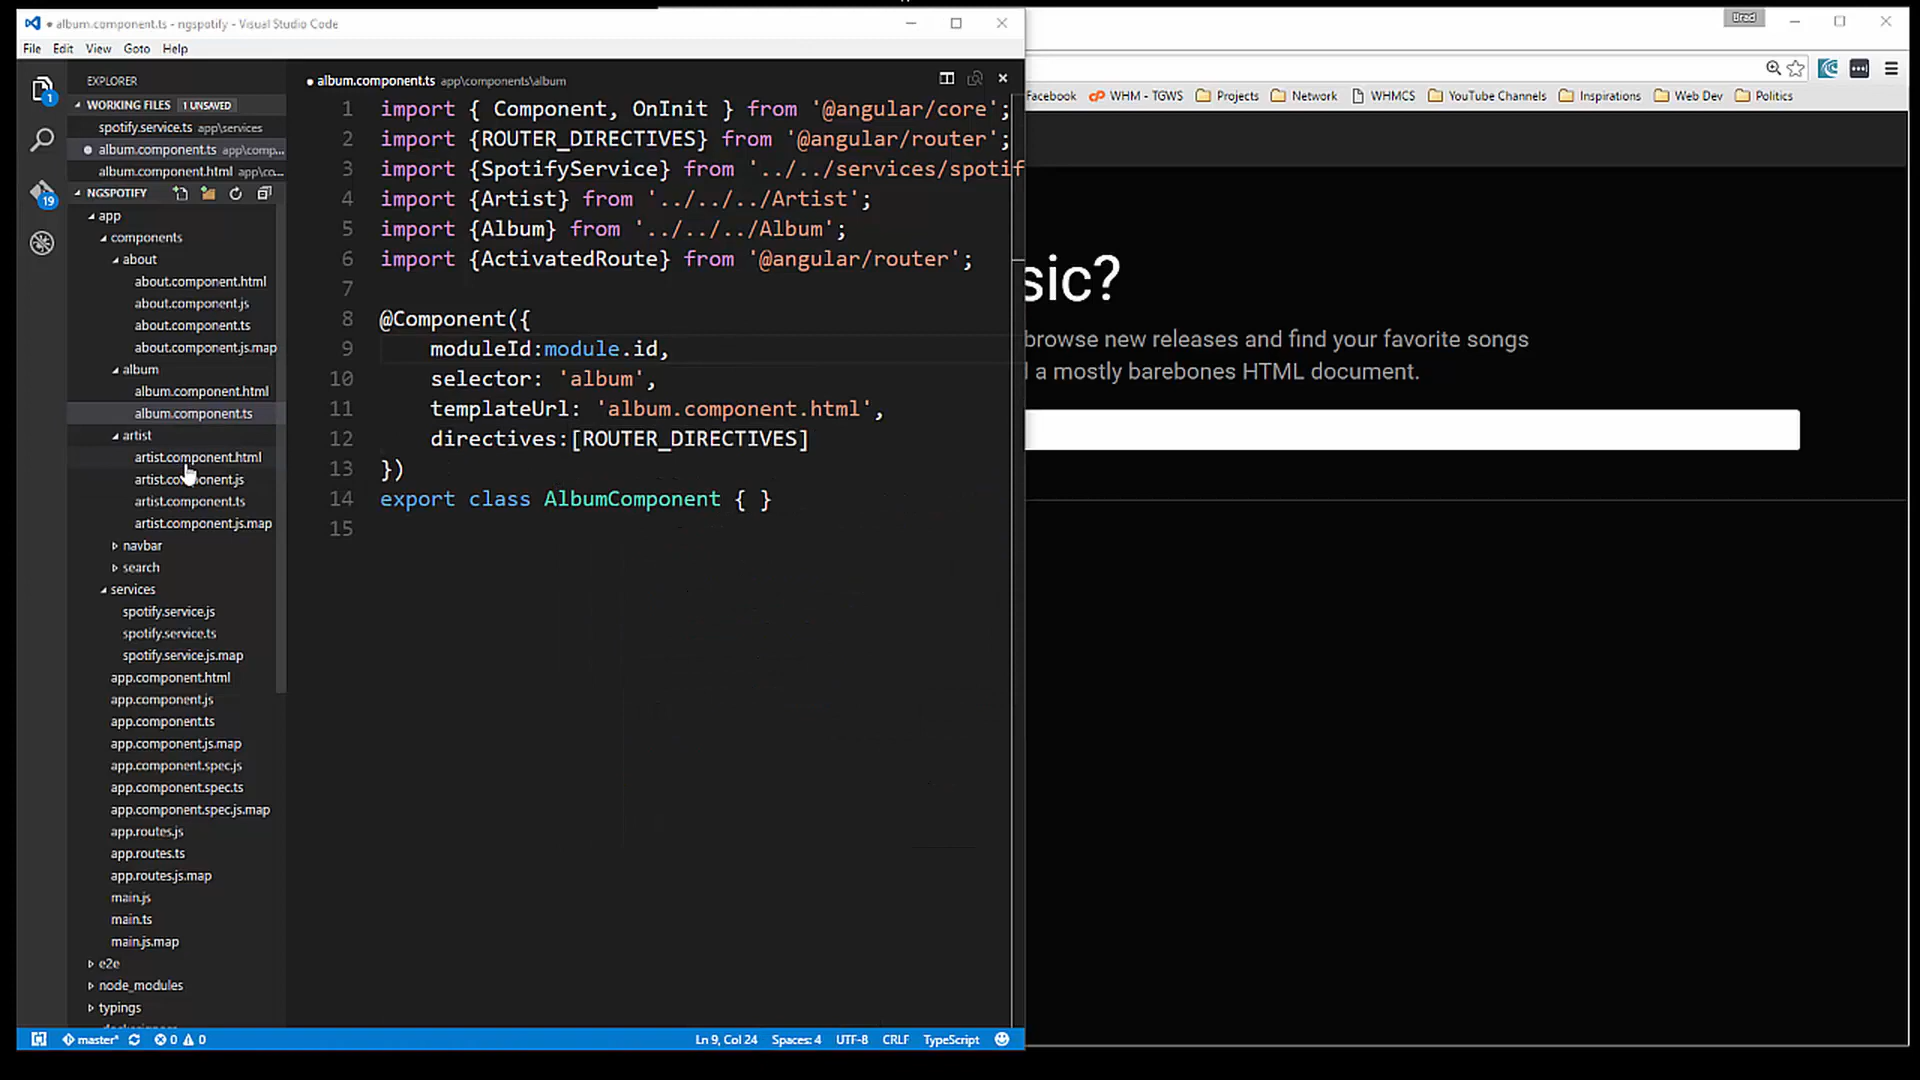 album.component.ts - ngspotify - Visual Studio Code
File Edit View Goto Help
EXPLORER
WORKING FILES 1 UNSAVED
spotify.service.ts app\services
album.component.ts app\comp...
album.component.html app\co...
NGSPOTIFY
app
components
about
about.component.html
about.component.js
about.component.ts
about.component.js.map
album
album.component.html
album.component.ts
artist
artist.component.html
artist.component.js
artist.component.ts
artist.component.js.map
navbar
search
services
spotify.service.js
spotify.service.ts
spotify.service.js.map
app.component.html
app.component.js
app.component.ts
app.component.js.map
app.component.spec.js
app.component.spec.ts
app.component.spec.js.map
app.routes.js
app.routes.ts
app.routes.js.map
main.js
main.ts
main.js.map
e2e
node_modules
typings
1
19
album.component.ts app\components\album
1 import { Component, OnInit } from '@angular/core';
2 import {ROUTER_DIRECTIVES} from '@angular/router';
3 import {SpotifyService} from '../../services/spotif
4 import {Artist} from '../../../Artist';
5 import {Album} from '../../../Album';
6 import {ActivatedRoute} from '@angular/router';
7
8 @Component({
9 moduleId:module.id,
10 selector: 'album',
11 templateUrl: 'album.component.html',
12 directives:[ROUTER_DIRECTIVES]
13 })
14 export class AlbumComponent { }
15
master* 0 0 Ln 9, Col 24 Spaces: 4 UTF-8 CRLF TypeScript
Brad
Facebook WHM - TGWS Projects Network WHMCS YouTube Channels Inspirations Web Dev Politics
sic?
browse new releases and find your favorite songs
a mostly barebones HTML document.